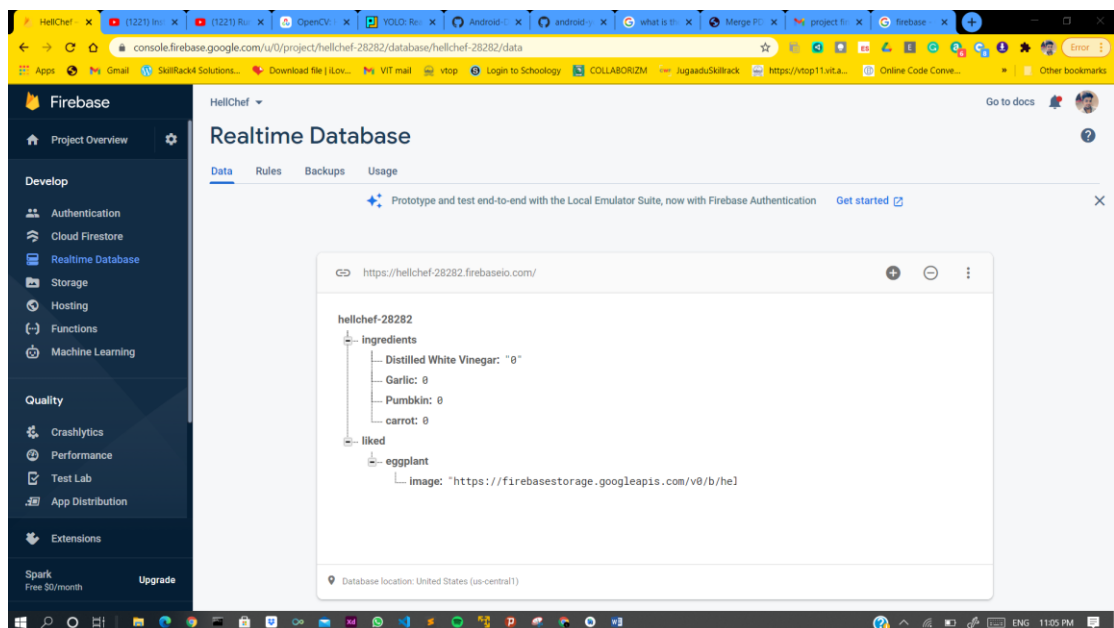 HellChef -
(1221) Ins
(1221) Ru
OpenCV:
YOLO: Rea
Android-
android-y
what is th
Merge PD
project fir
firebase -
console.firebase.google.com/u/0/project/hellchef-28282/database/hellchef-28282/data
Error
Apps
Gmail
SkillRack4 Solutions...
Download file | iLov...
VIT mail
vtop
Login to Schoology
COLLABORIZM
JugaaduSkillrack
https://vtop11.vit.a...
Online Code Conve...
Other bookmarks
Firebase
HellChef
Go to docs
Project Overview
Realtime Database
Data Rules Backups Usage
Develop
Prototype and test end-to-end with the Local Emulator Suite, now with Firebase Authentication Get started
Authentication
Cloud Firestore
Realtime Database
Storage
Hosting
Functions
Machine Learning
Quality
Crashlytics
Performance
Test Lab
App Distribution
Extensions
Spark
Free $0/month
Upgrade
https://hellchef-28282.firebaseio.com/
hellchef-28282
ingredients
Distilled White Vinegar: "0"
Garlic: 0
Pumbkin: 0
carrot: 0
liked
eggplant
image: "https://firebasestorage.googleapis.com/v0/b/hel
Database location: United States (us-central1)
ENG 11:05 PM